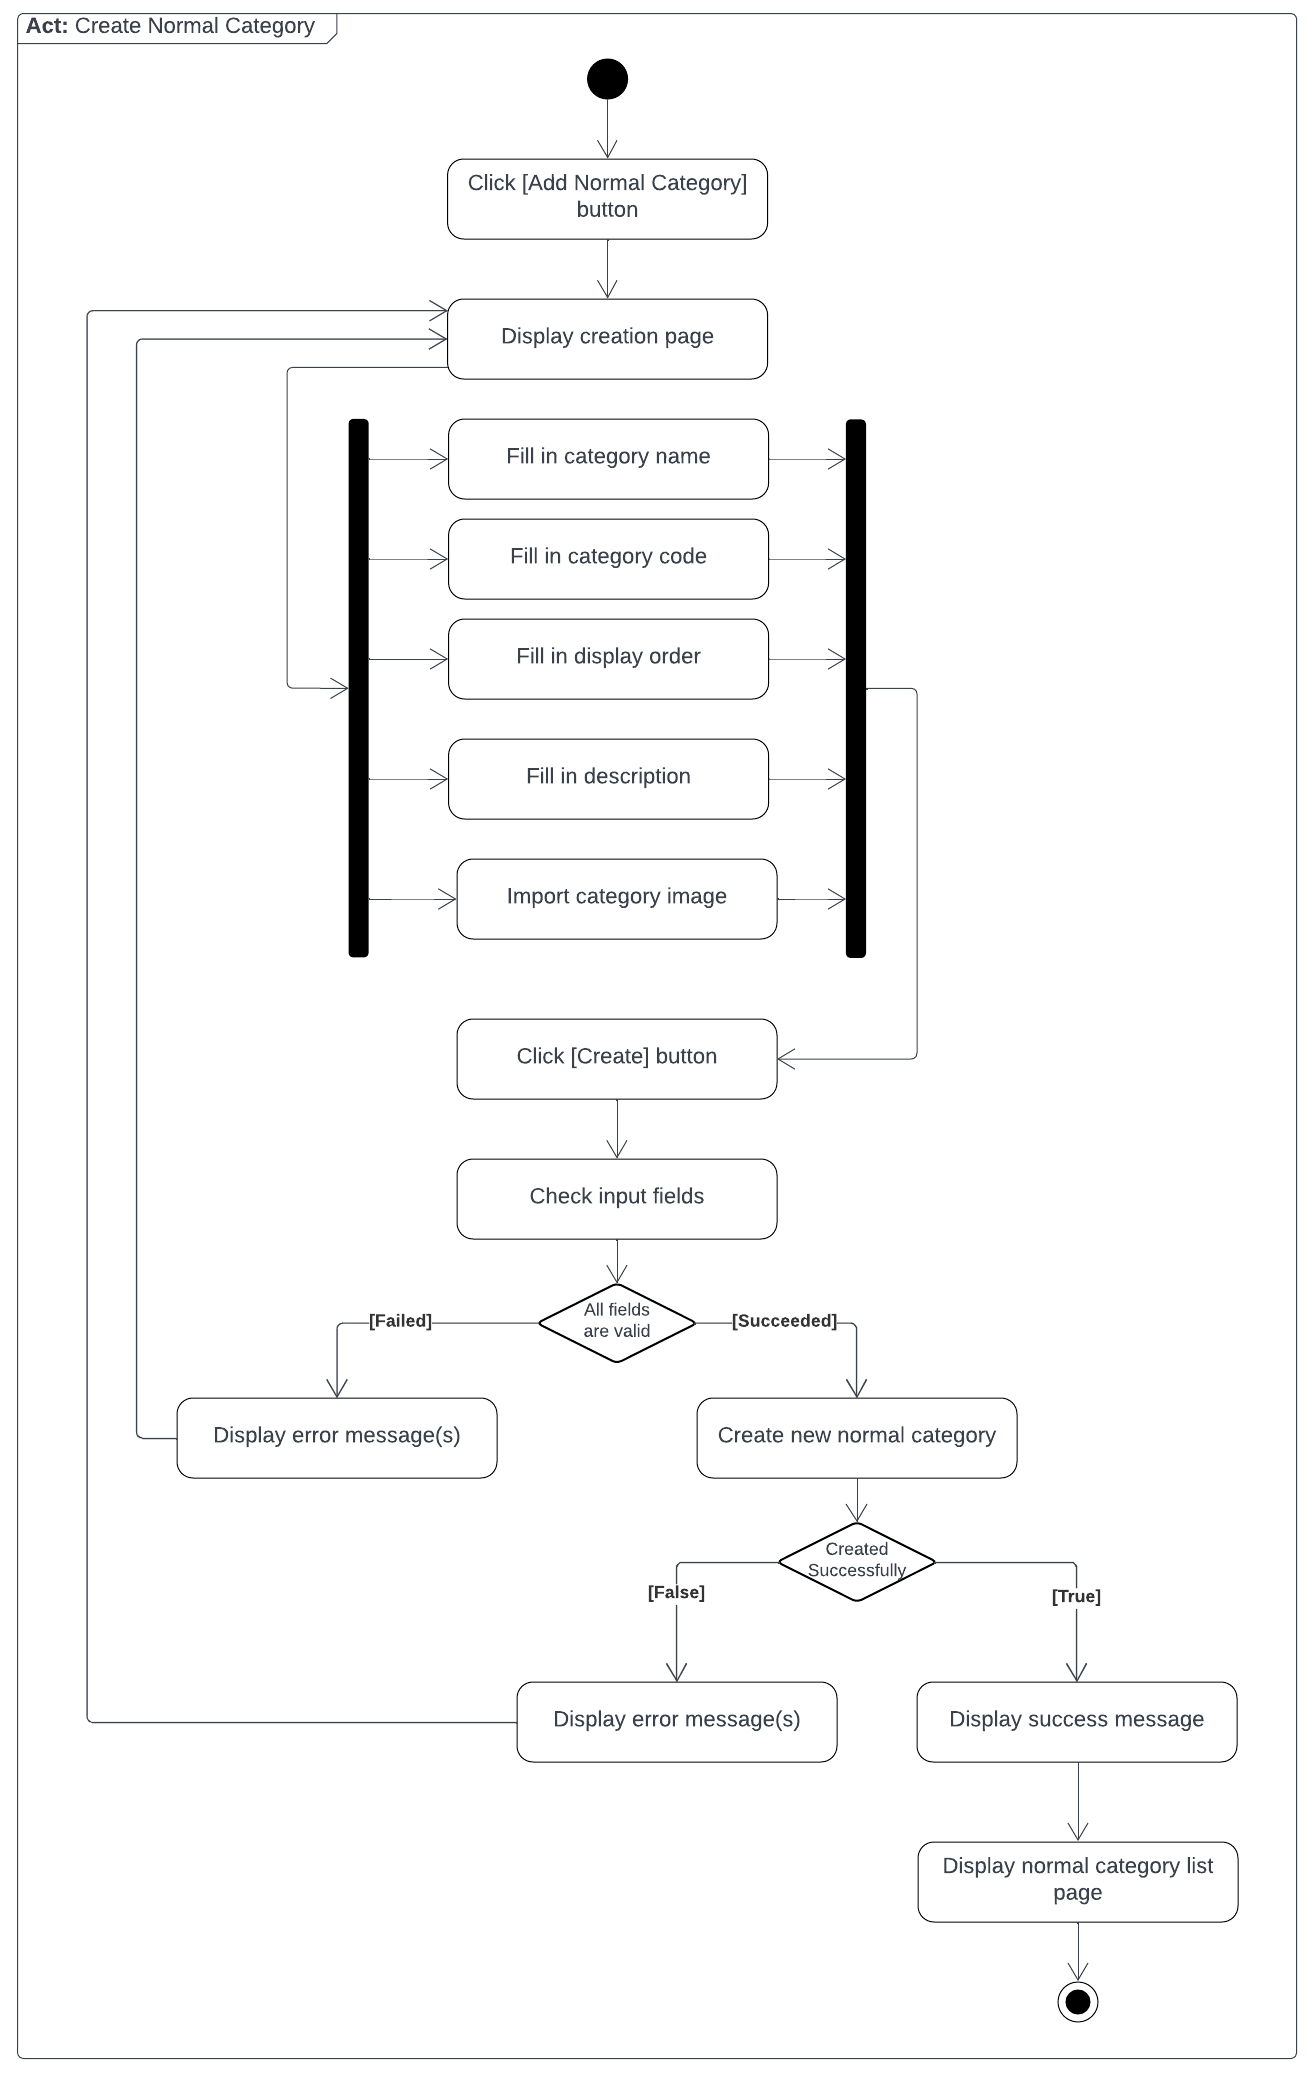 Act: Create Normal Category
Click [Add Normal Category]
button
Display creation page
Fill in category name
Fill in category code
Fill in display order
Fill in description
Import category image
Click [Create] button
Check input fields
All fields
are valid
[Failed]
[Succeeded]
Display error message(s)
Create new normal category
Created
Successfully
[False]
[True]
Display error message(s)
Display success message
Display normal category list
page